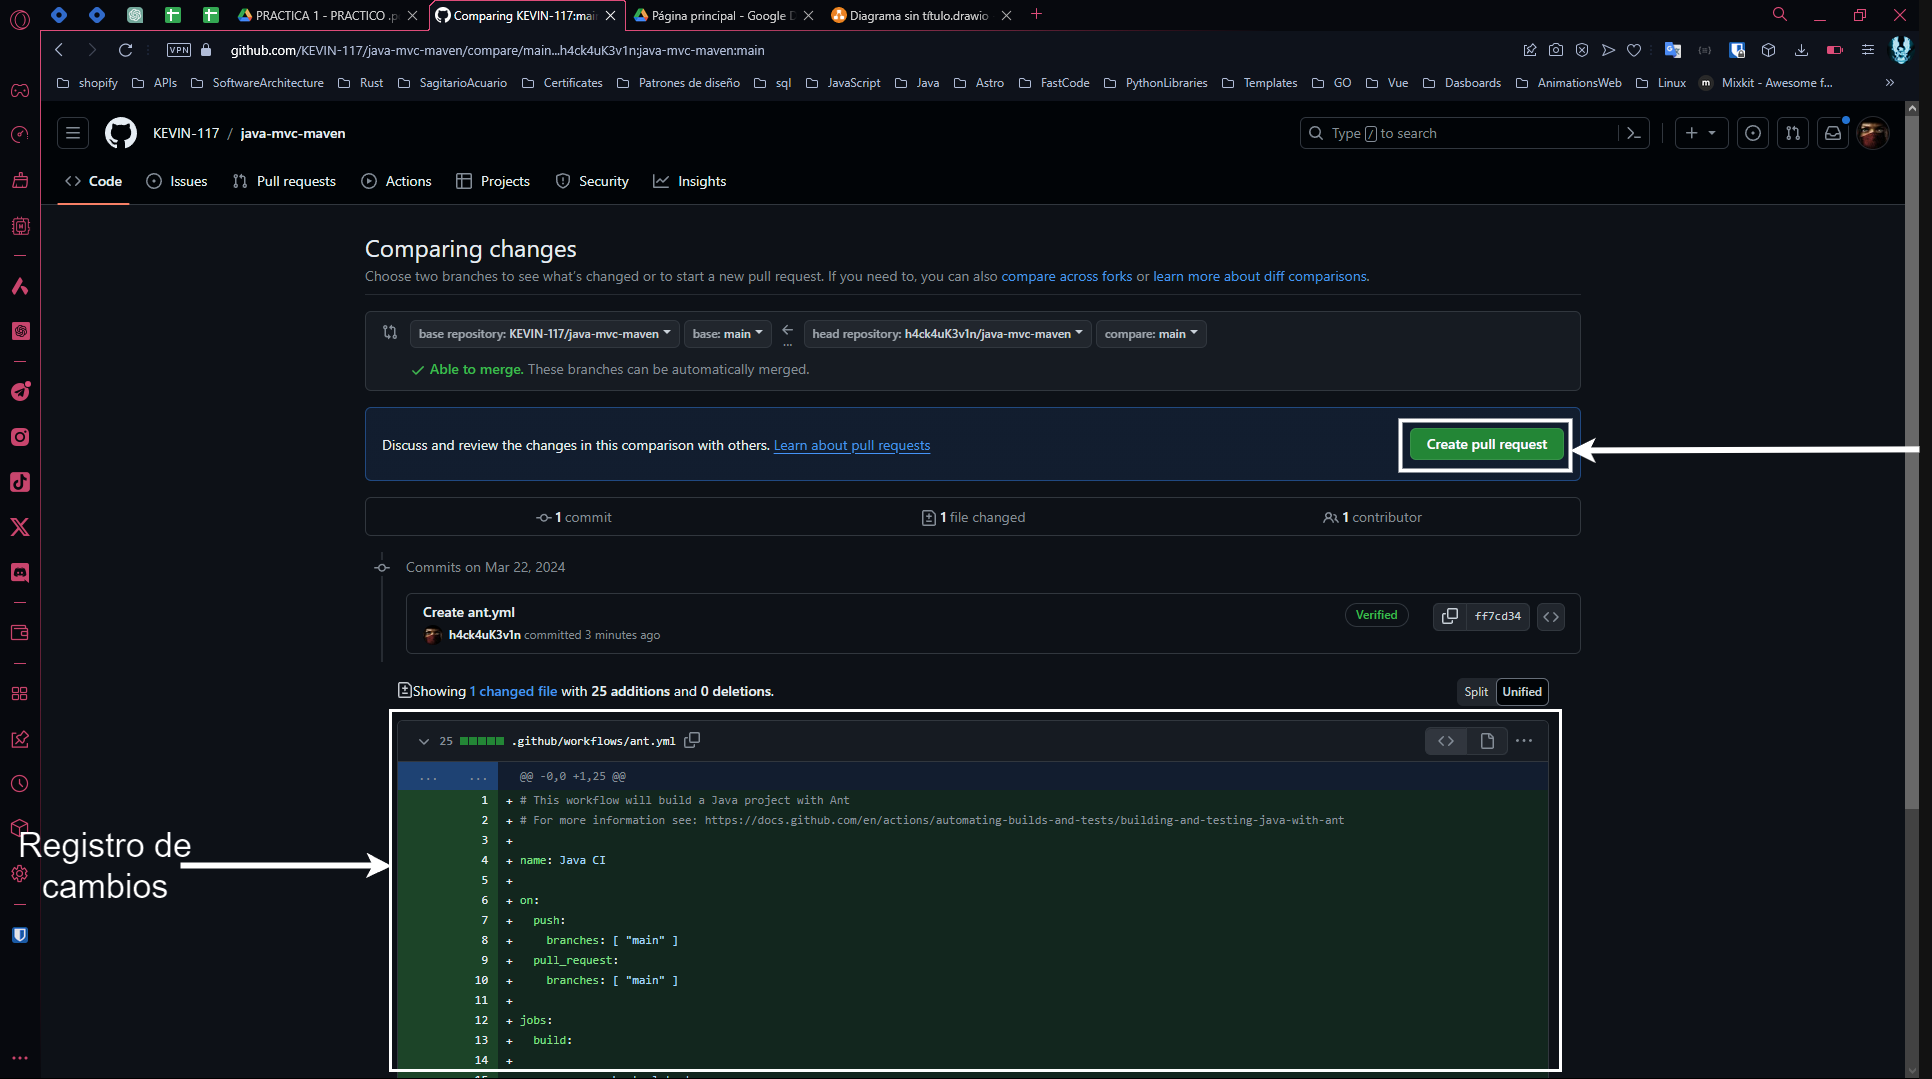 PRACTICA 1 - PRACTICO .p
Comparing KEVIN-117:mai
Página principal - Google D
Diagrama sin título.drawio
VPN
github.com/KEVIN-117/java-mvc-maven/compare/main...h4ck4uK3v1n:java-mvc-maven:main
shopify
APIs
SoftwareArchitecture
Rust
SagitarioAcuario
Certificates
Patrones de diseño
sql
JavaScript
Java
Astro
FastCode
PythonLibraries
Templates
GO
Vue
Dasboards
AnimationsWeb
Linux
m Mixkit - Awesome f...
KEVIN-117 / java-mvc-maven
Type / to search
Code
Issues
Pull requests
Actions
Projects
Security
Insights
Comparing changes
Choose two branches to see what's changed or to start a new pull request. If you need to, you can also compare across forks or learn more about diff comparisons.
base repository: KEVIN-117/java-mvc-maven
base: main
...
head repository: h4ck4uK3v1n/java-mvc-maven
compare: main
Able to merge. These branches can be automatically merged.
Discuss and review the changes in this comparison with others. Learn about pull requests
Create pull request
1 commit
1 file changed
1 contributor
Commits on Mar 22, 2024
Create ant.yml
h4ck4uK3v1n committed 3 minutes ago
Verified
ff7cd34
Showing 1 changed file with 25 additions and 0 deletions.
Split
Unified
25 .github/workflows/ant.yml
... ... @@ -0,0 +1,25 @@
1 + # This workflow will build a Java project with Ant
2 + # For more information see: https://docs.github.com/en/actions/automating-builds-and-tests/building-and-testing-java-with-ant
3 +
4 + name: Java CI
5 +
6 + on:
7 + push:
8 + branches: [ "main" ]
9 + pull_request:
10 + branches: [ "main" ]
11 +
12 + jobs:
13 + build:
14 +
Registro de
cambios